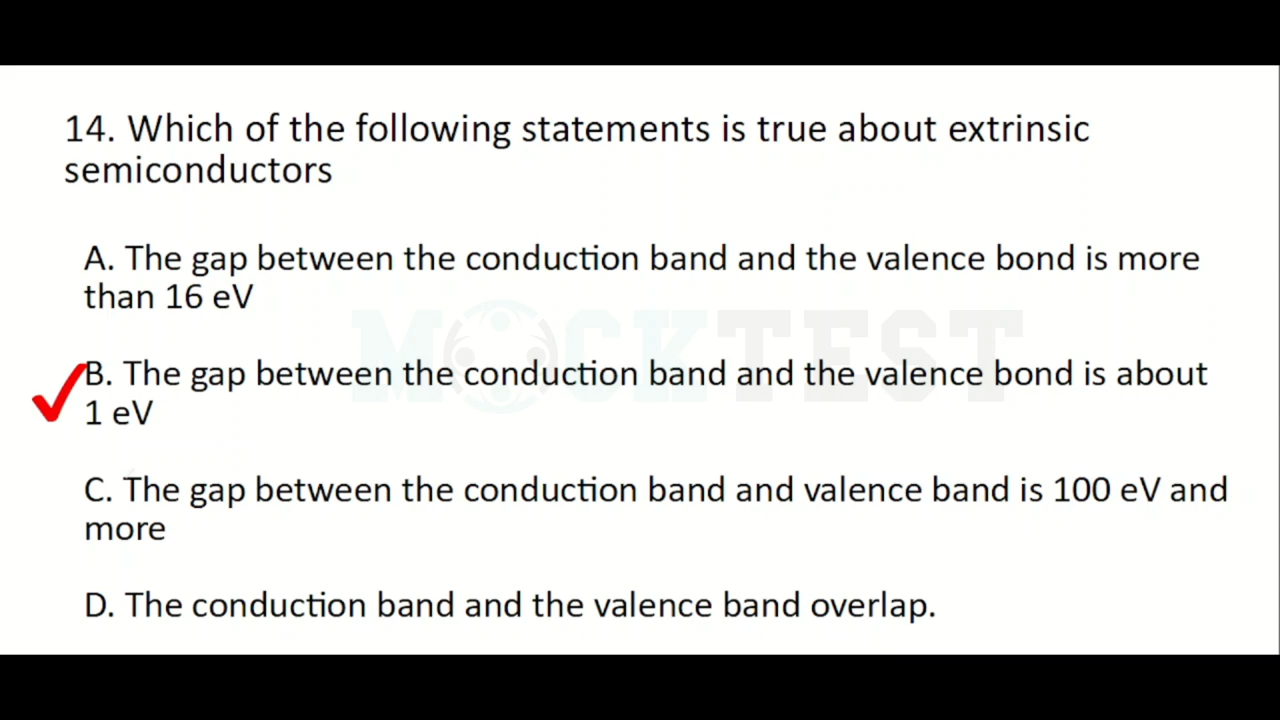 14. Which of the following statements is true about extrinsic
semiconductors
A. The gap between the conduction band and the valence bond is more
than 16 eV
MOCKTEST
B. The gap between the conduction band and the valence bond is about
1 eV
C. The gap between the conduction band and valence band is 100 eV and
more
D. The conduction band and the valence band overlap.